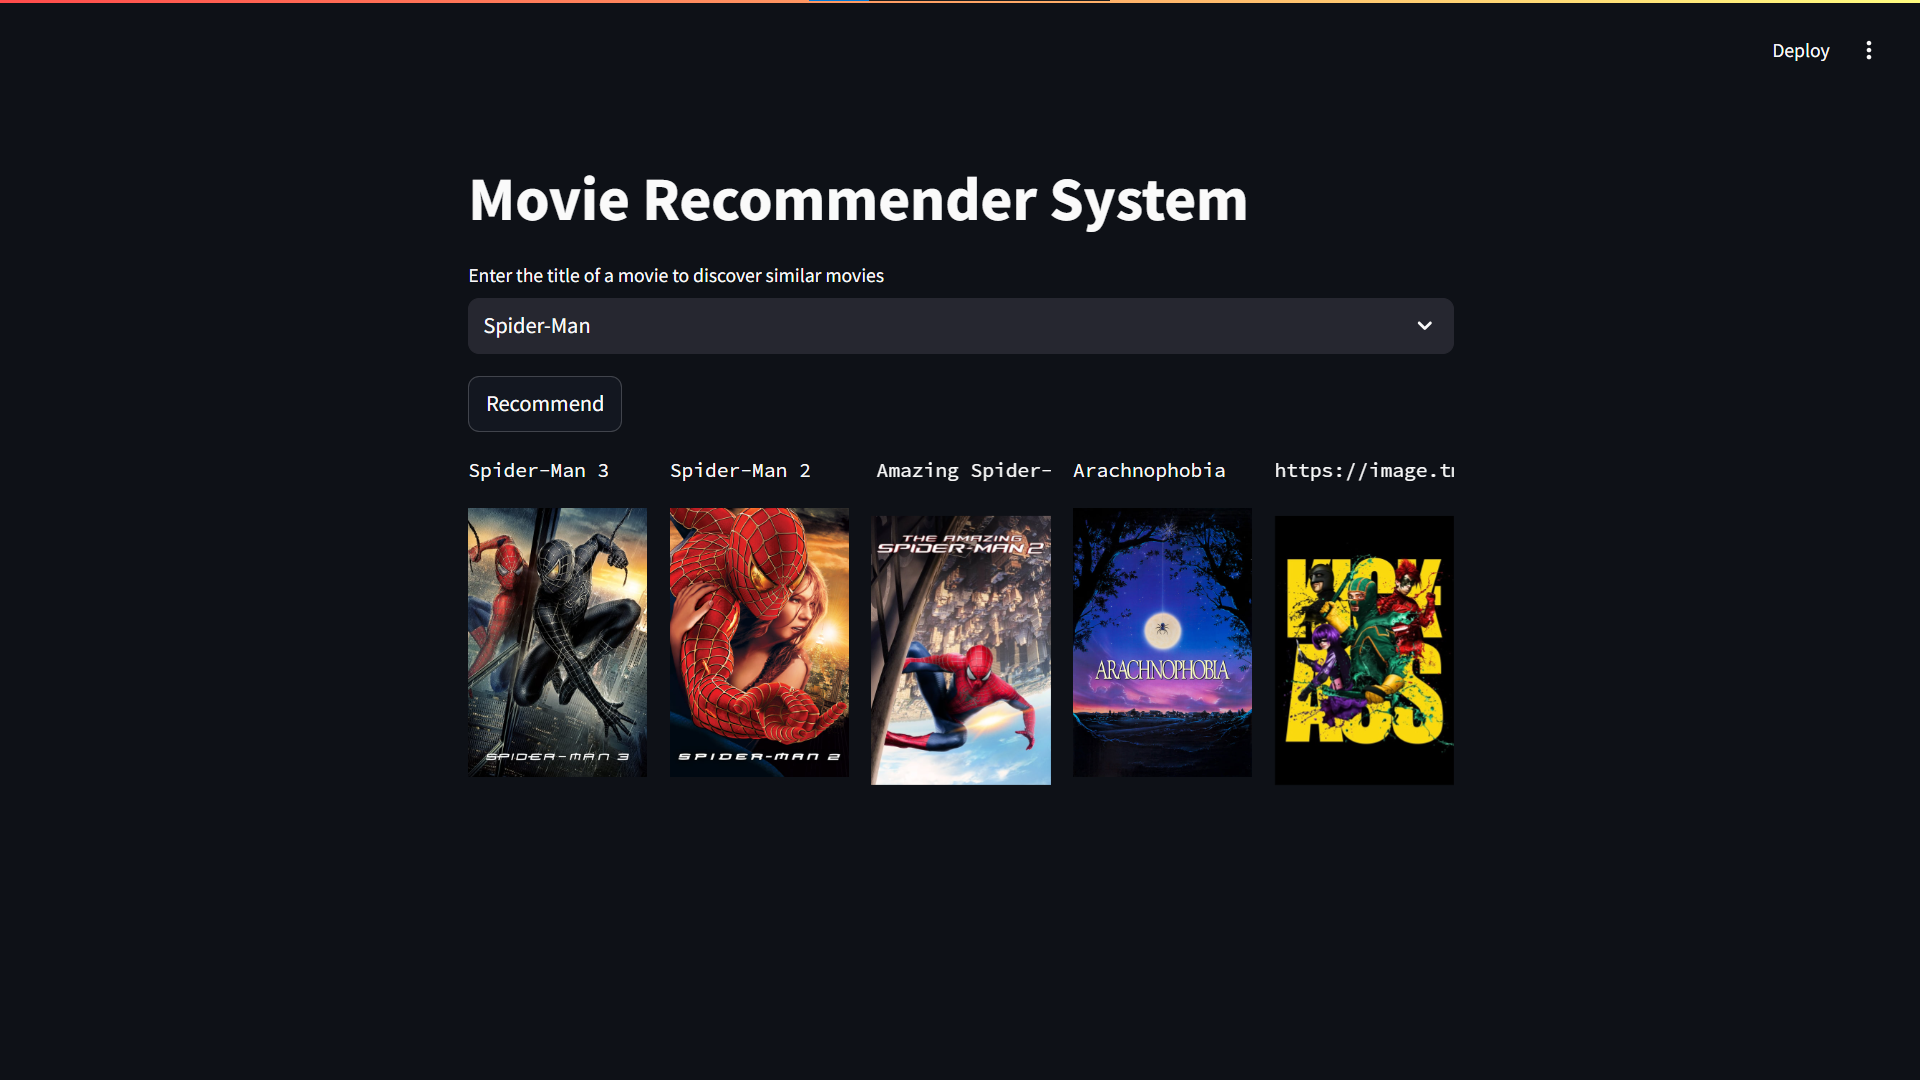 Deploy
Movie Recommender System
Enter the title of a movie to discover similar movies
Spider-Man
Recommend
Spider-Man 3
Spider-Man 2
Amazing Spider-
Arachnophobia
https://image.t
SPIDER-MAN 3
SPIDER-MAN 2
THE AMAZING
SPIDER-MAN 2
ARACHNOPHOBIA
KICK
ASS